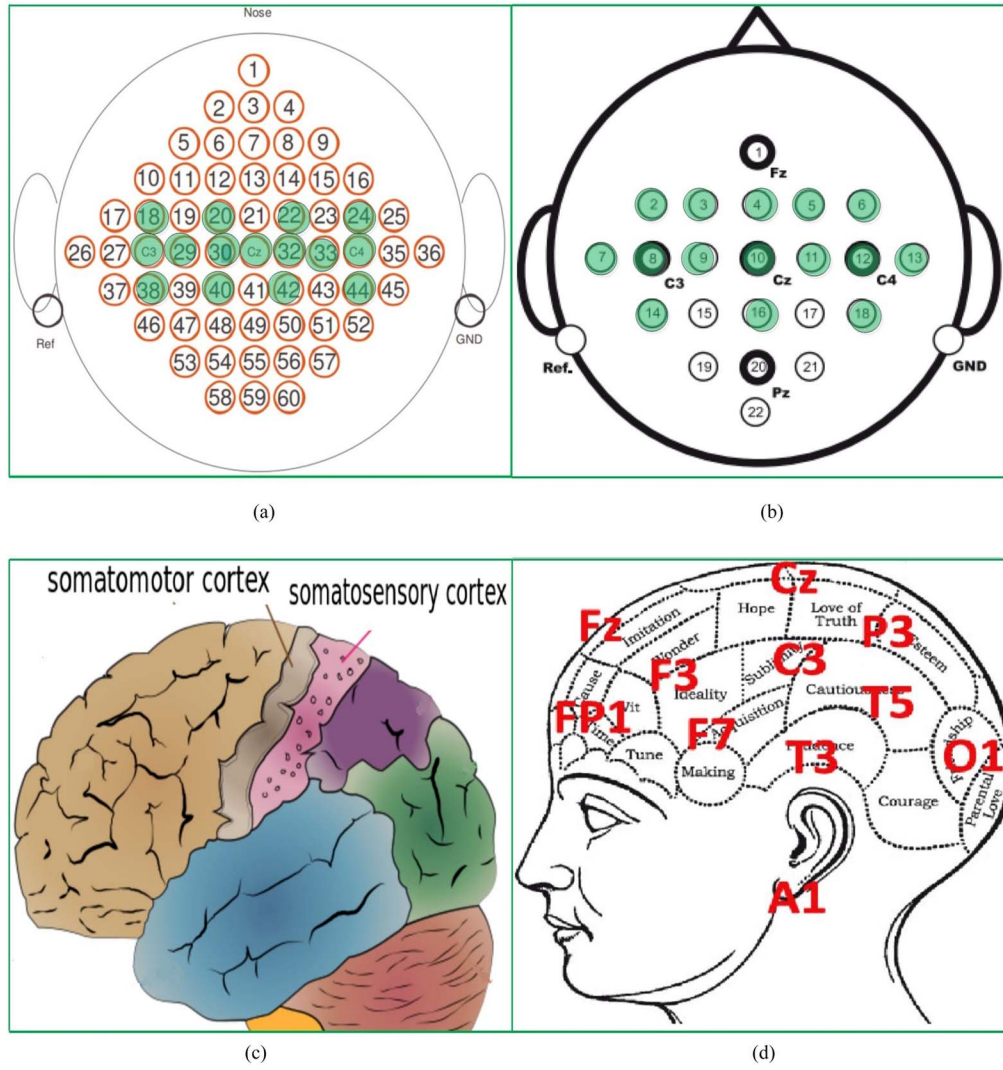 Nose
1
2 3 4
5 6 7 8 9
10 11 12 13 14 15 16
17 18 19 20 21 22 23 24 25
26 27 C3 29 30 Cz 32 33 C4 35 36
37 38 39 40 41 42 43 44 45
46 47 48 49 50 51 52
Ref
GND
53 54 55 56 57
58 59 60
(a)
1
Fz
2 3 4 5 6
7 8 9 10 11 12 13
C3 Cz C4
14 15 16 17 18
Ref.
GND
19 20 21
Pz
22
(b)
somatomotor cortex
somatosensory cortex
(c)
Cz
Fz
Imitation
Hope
Love of
Truth
P3
Esteem
F3
C3
Ideality
Cautiousness
T5
FP1
Tune
F7
Acquisition
Making
T3
O1
Courage
Parental
Love
A1
(d)